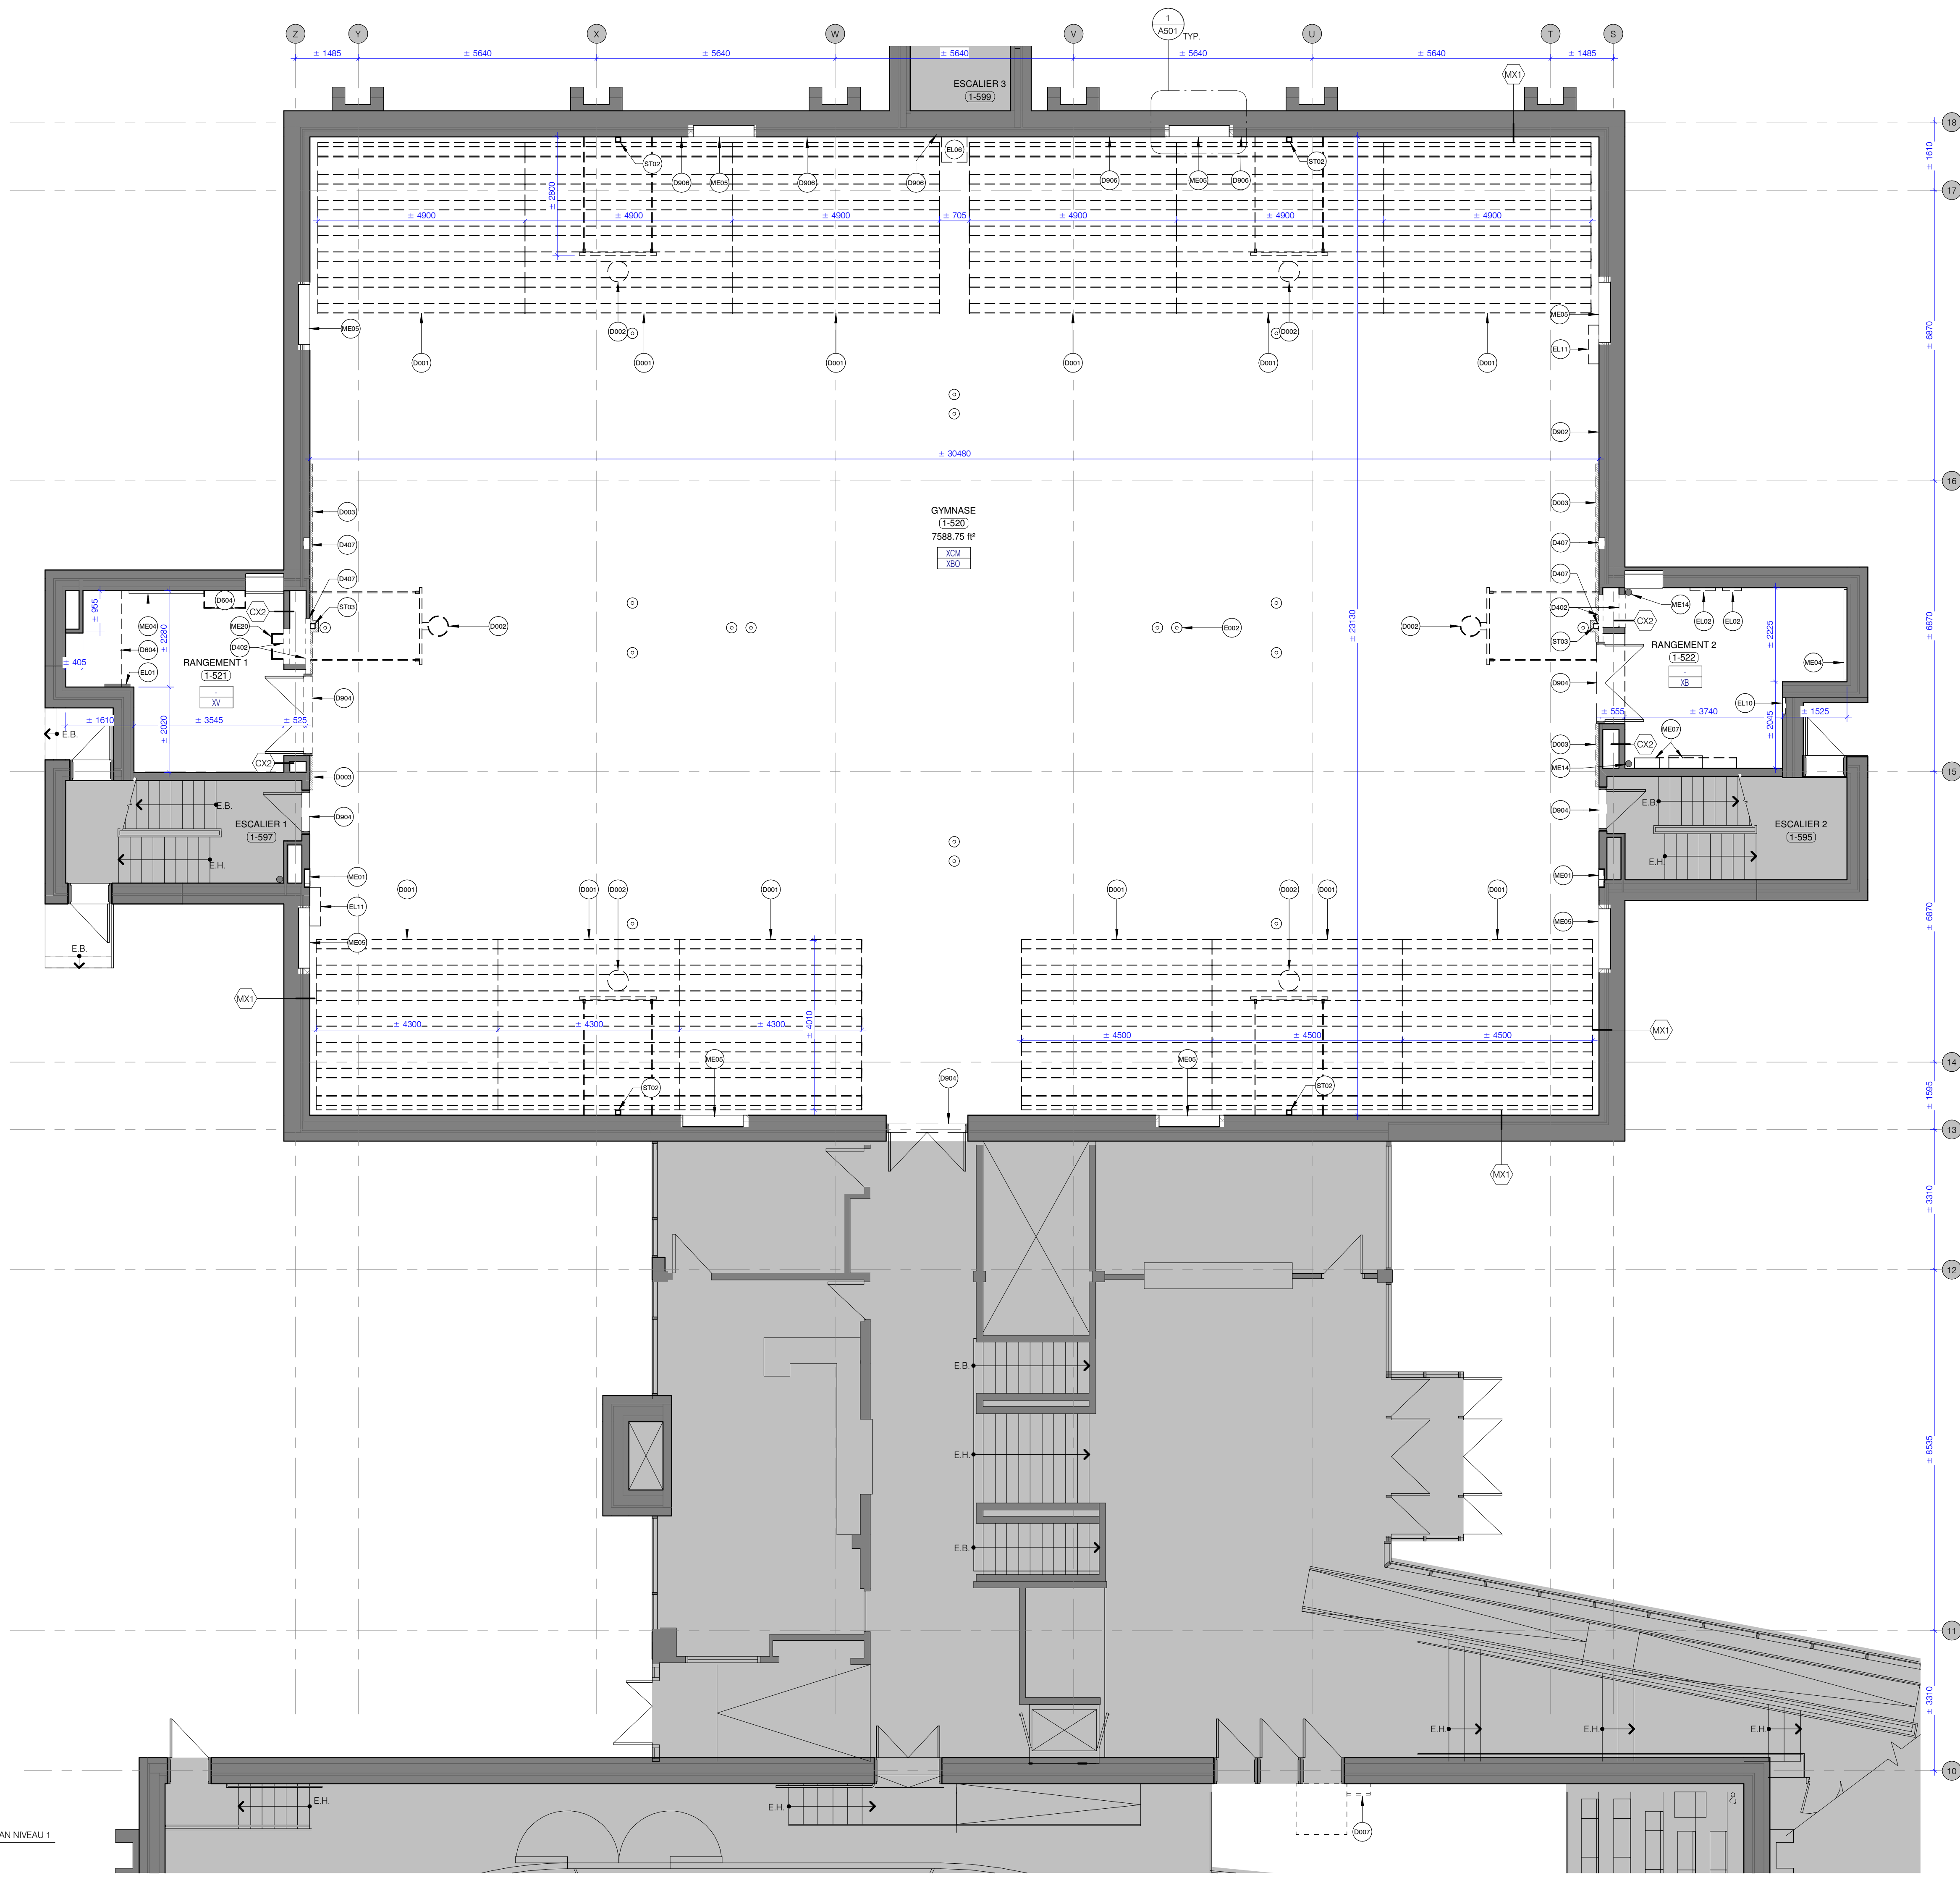 1
A501
TYP.
Z
Y
X
W
V
U
T
S
± 1485
± 5640
± 5640
± 5640
± 5640
± 5640
± 1485
ESCALIER 3
1-599
MX1
18
± 1610
17
EL06
ST02
D906
ME05
D906
D906
D906
ME05
D906
ST02
± 2800
± 4900
± 4900
± 4900
± 705
± 4900
± 4900
± 4900
ME05
D002
D002
ME05
EL11
± 6870
D001
D001
D001
D001
D001
D001
D902
± 30480
16
D003
D003
GYMNASE
1-520
7588.75 ft²
XCM
XBO
D407
D407
D407
D407
± 955
D604
CX2
ST03
ME04
ME20
± 2280
D402
D604
± 405
RANGEMENT 1
1-521
-
XV
EL01
D002
E002
D002
± 23130
D402
ST03
ME14
CX2
EL02
EL02
± 2225
RANGEMENT 2
1-522
-
XB
ME04
± 6870
D904
D904
EL10
± 1610
± 3545
± 525
± 2020
± 555
± 3740
± 1525
± 2045
E.B.
CX2
D003
D003
CX2
ME07
ME14
15
E.B.
D904
D904
E.B.
ESCALIER 1
1-597
ESCALIER 2
1-595
E.H.
E.H.
ME01
ME01
D001
D001
D002
D001
D001
D002
D001
D001
EL11
ME05
ME05
± 6870
E.B.
MX1
± 4300
± 4300
± 4300
± 4010
± 4500
± 4500
± 4500
MX1
ME05
ME05
14
ST02
D904
ST02
± 1595
13
MX1
± 3310
12
E.B.
E.H.
± 8535
E.B.
11
± 3310
E.H.
E.H.
E.H.
10
E.H.
E.H.
D007
AN NIVEAU 1